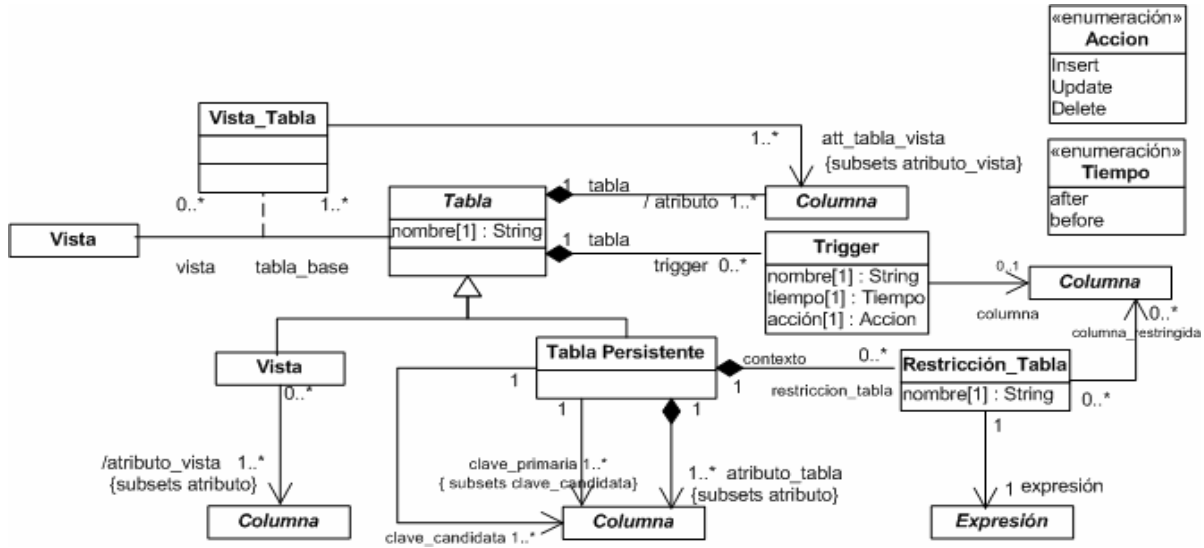 «enumeración»
Accion
Insert
Update
Delete
Vista_Tabla
1..*
att_tabla_vista
{subsets atributo_vista}
«enumeración»
Tiempo
after
before
0..*
1..*
Tabla
nombre[1] : String
1 tabla
/ atributo 1..*
Columna
Vista
vista
tabla_base
1 tabla
trigger 0..*
Trigger
nombre[1] : String
tiempo[1] : Tiempo
acción[1] : Accion
0..1
columna
Columna
0..*
columna_restringida
Vista
0..*
Tabla Persistente
1
1
1
contexto
1
0..*
restriccion_tabla
Restricción_Tabla
nombre[1] : String
0..*
1
/atributo_vista 1..*
{subsets atributo}
Columna
clave_primaria 1..*
{ subsets clave_candidata}
1..* atributo_tabla
{subsets atributo}
Columna
clave_candidata 1..*
1 expresión
Expresión